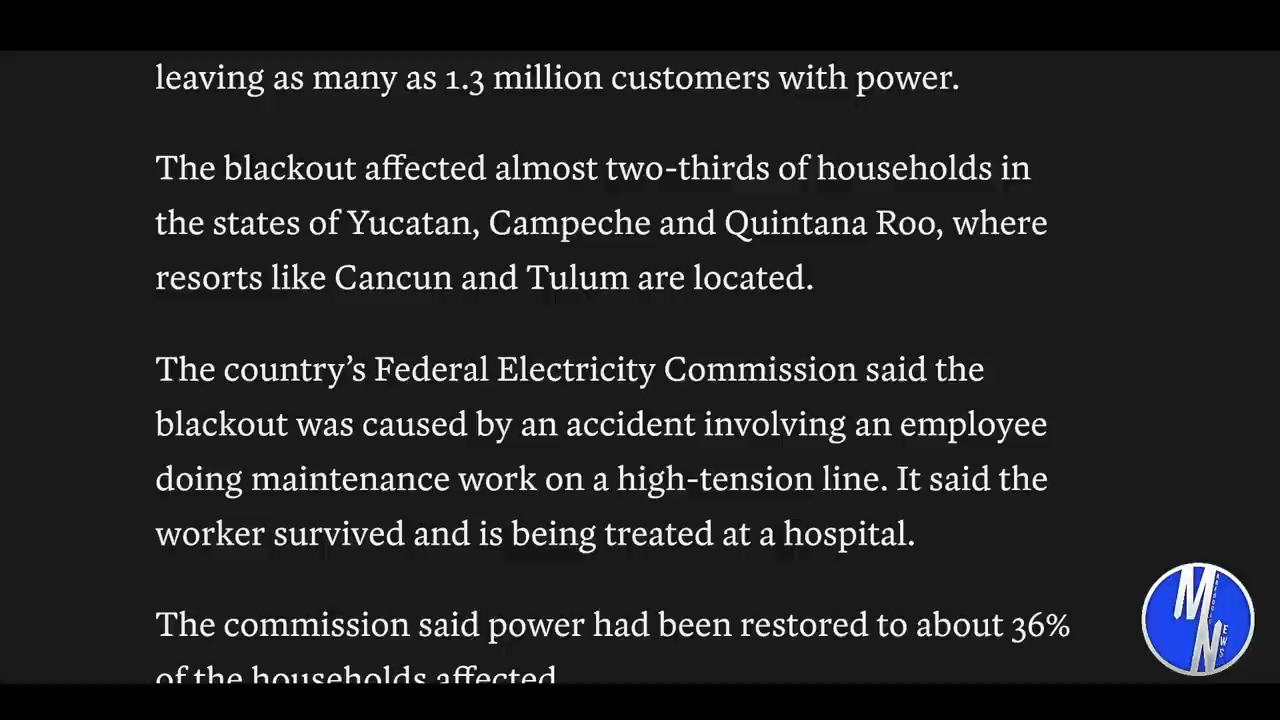 leaving as many as 1.3 million customers with power.
The blackout affected almost two-thirds of households in
the states of Yucatan, Campeche and Quintana Roo, where
resorts like Cancun and Tulum are located.
The country’s Federal Electricity Commission said the
blackout was caused by an accident involving an employee
doing maintenance work on a high-tension line. It said the
worker survived and is being treated at a hospital.
The commission said power had been restored to about 36%
of the households affected